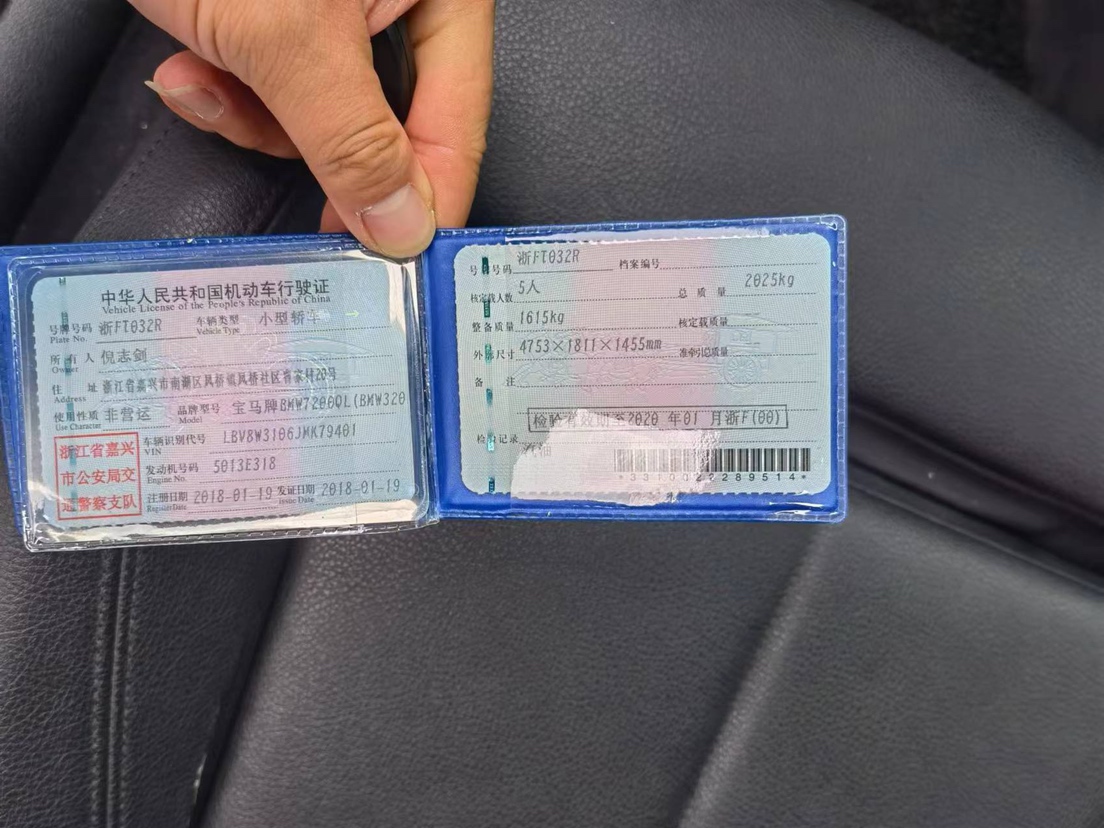 中华人民共和国机动车行驶证
Vehicle License of the People's Republic of China
号牌号码 浙FT032R 车辆类型 小型轿车
Plate No. Vehicle Type
所有人 倪志剑
Owner
住 址 浙江省嘉兴市南湖区凤桥镇凤桥社区 20号
Address
使用性质 非营运 品牌型号 宝马牌BMW7200QL(BMW320
Use Character Model
浙江省嘉兴
市公安局交
通警察支队
车辆识别代号 LBV8W3106JMK79401
VIN
发动机号码 5013E318
Engine No.
注册日期 2018-01-19 发证日期 2018-01-19
Register Date Issue Date
号牌号码 浙FT032R 档案编号
核定载人数 5人 总质量 2025kg
整备质量 1615kg 核定载质量
外廓尺寸 4753×1811×1455mm 准牵引总质量
备 注
检验有效期至2020 年01 月浙F(00)
检验记录